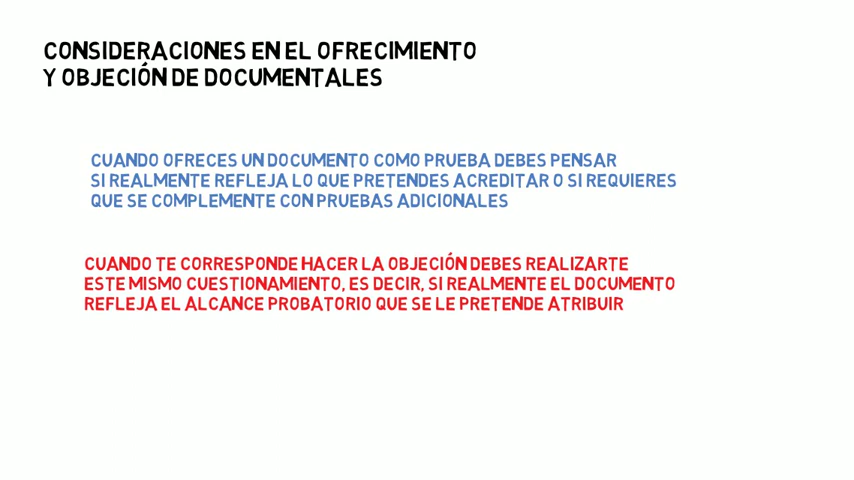 CONSIDERACIONES EN EL OFRECIMIENTO
Y OBJECIÓN DE DOCUMENTALES
CUANDO OFRECES UN DOCUMENTO COMO PRUEBA DEBES PENSAR
SI REALMENTE REFLEJA LO QUE PRETENDES ACREDITAR O SI REQUIERES
QUE SE COMPLEMENTE CON PRUEBAS ADICIONALES
CUANDO TE CORRESPONDE HACER LA OBJECIÓN DEBES REALIZARTE
ESTE MISMO CUESTIONAMIENTO, ES DECIR, SI REALMENTE EL DOCUMENTO
REFLEJA EL ALCANCE PROBATORIO QUE SE LE PRETENDE ATRIBUIR